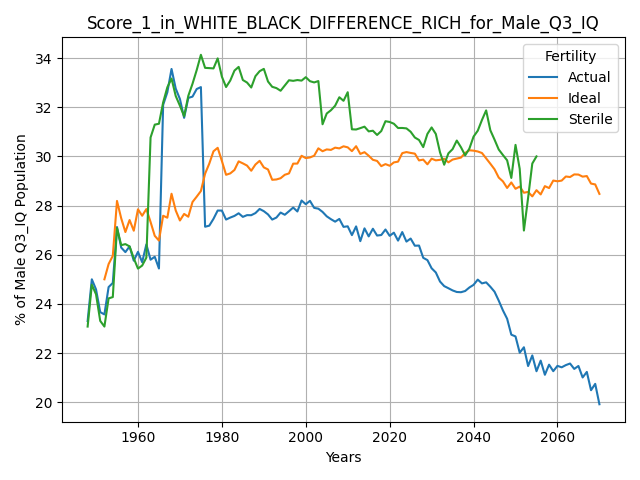 Score_1_in_WHITE_BLACK_DIFFERENCE_RICH_for_Male_Q3_IQ
% of Male Q3_IQ Population
34
32
30
28
26
24
22
20
Fertility
Actual
Ideal
Sterile
1960 1980 2000 2020 2040 2060
Years